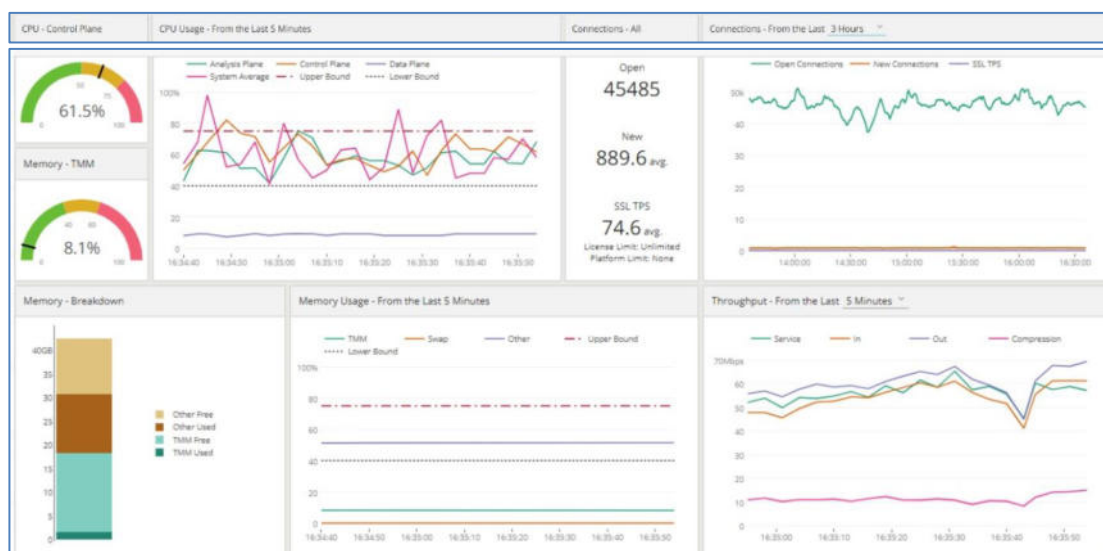 CPU - Control Plane
CPU Usage - From the Last 5 Minutes
Connections - All
Connections - From the Last 3 Hours
50
75
0
100
61.5%
Memory - TMM
40
60
0
100
8.1%
Analysis Plane Control Plane Data Plane
System Average Upper Bound Lower Bound
100%
80
60
40
20
0
16:34:40 16:34:50 16:35:00 16:35:10 16:35:20 16:35:30 16:35:40 16:35:50
Open
45485
New
889.6 avg.
SSL TPS
74.6 avg.
License Limit: Unlimited
Platform Limit: None
Open Connections New Connections SSL TPS
50k
40
30
20
10
0
14:00:00 14:30:00 15:00:00 15:30:00 16:00:00 16:30:00
Memory - Breakdown
40GB
35
30
25
20
15
10
5
0
Other Free
Other Used
TMM Free
TMM Used
Memory Usage - From the Last 5 Minutes
TMM Swap Other Upper Bound
Lower Bound
100%
80
60
40
20
0
16:34:40 16:34:50 16:35:00 16:35:10 16:35:20 16:35:30 16:35:40 16:35:50
Throughput - From the Last 5 Minutes
Service In Out Compression
70Mbps
60
50
40
30
20
10
0
16:35:00 16:35:10 16:35:20 16:35:30 16:35:40 16:35:50